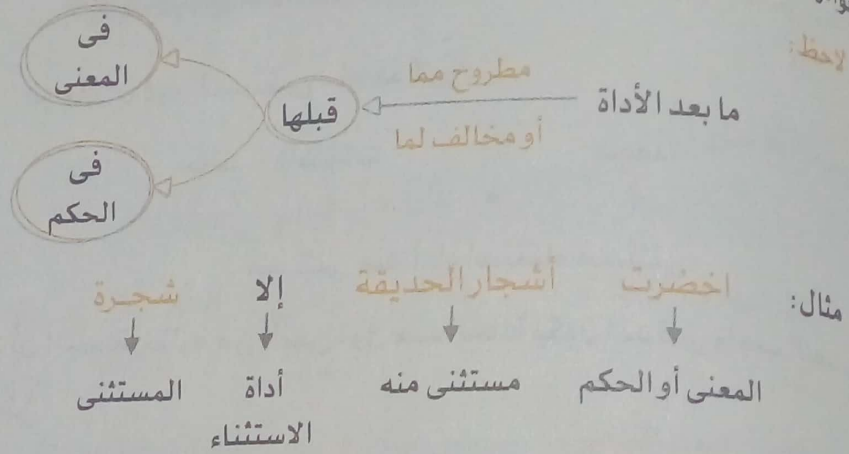 لاحظ:
ما بعد الأداة
مطروح مما
أو مخالف لما
قبلها
فى
المعنى
فى
الحكم
مثال:
اخضرت أشجار الحديقة إلا شجرة
المعنى أو الحكم مستثنى منه أداة المستثنى
الاستثناء